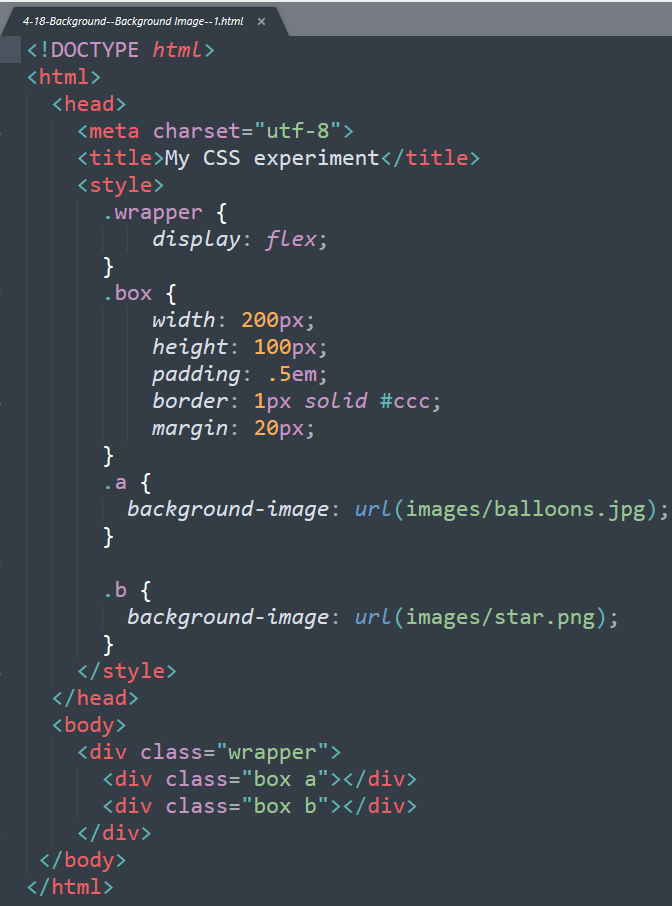 4-18-Background--Background Image--1.html ×
<!DOCTYPE html>
<html>
  <head>
    <meta charset="utf-8">
    <title>My CSS experiment</title>
    <style>
      .wrapper {
          display: flex;
      }
      .box {
          width: 200px;
          height: 100px;
          padding: .5em;
          border: 1px solid #ccc;
          margin: 20px;
      }
      .a {
        background-image: url(images/balloons.jpg);
      }

      .b {
        background-image: url(images/star.png);
      }
    </style>
  </head>
  <body>
    <div class="wrapper">
      <div class="box a"></div>
      <div class="box b"></div>
    </div>
 </body>
</html>